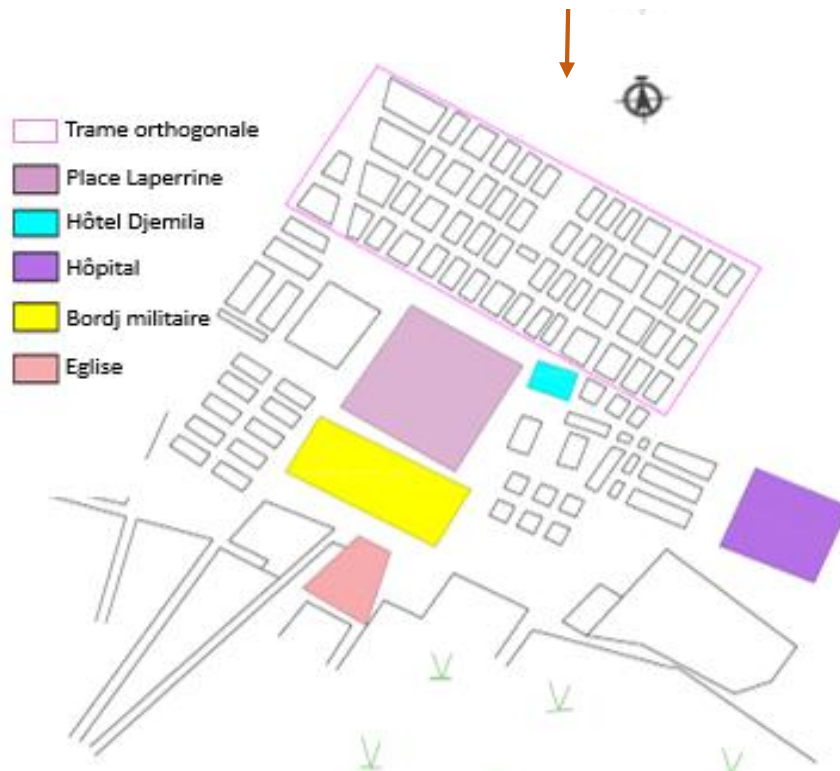 Trame orthogonale
Place Laperrine
Hôtel Djemila
Hôpital
Bordj militaire
Eglise